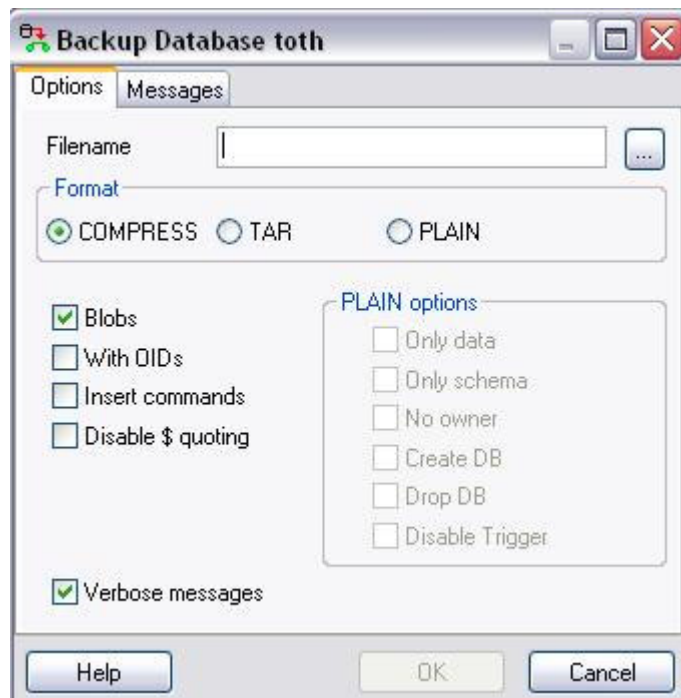 Backup Database toth
Options Messages
Filename ...
Format
COMPRESS TAR PLAIN
Blobs
With OIDs
Insert commands
Disable $ quoting
PLAIN options
Only data
Only schema
No owner
Create DB
Drop DB
Disable Trigger
Verbose messages
Help OK Cancel